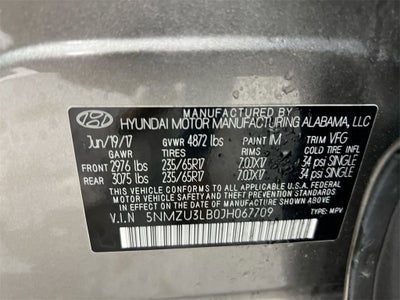 MANUFACTURED BY
HYUNDAI MOTOR MANUFACTURING ALABAMA, LLC
Jun/19/17 GVWR 4872 lbs PAINT IM TRIM VFG
GAWR TIRES RIMS COLD TIRE INFL
FRONT 2976 lbs 235/65R17 7.0JX17 34 psi SINGLE
REAR 3075 lbs 235/65R17 7.0JX17 34 psi SINGLE
THIS VEHICLE CONFORMS TO ALL APPLICABLE U.S. FEDERAL
MOTOR VEHICLE SAFETY AND THEFT PREVENTION STANDARDS
IN EFFECT ON THE DATE OF MANUFACTURE SHOWN ABOVE.
V.I.N 5NMZU3LB0JH067709 TYPE: MPV